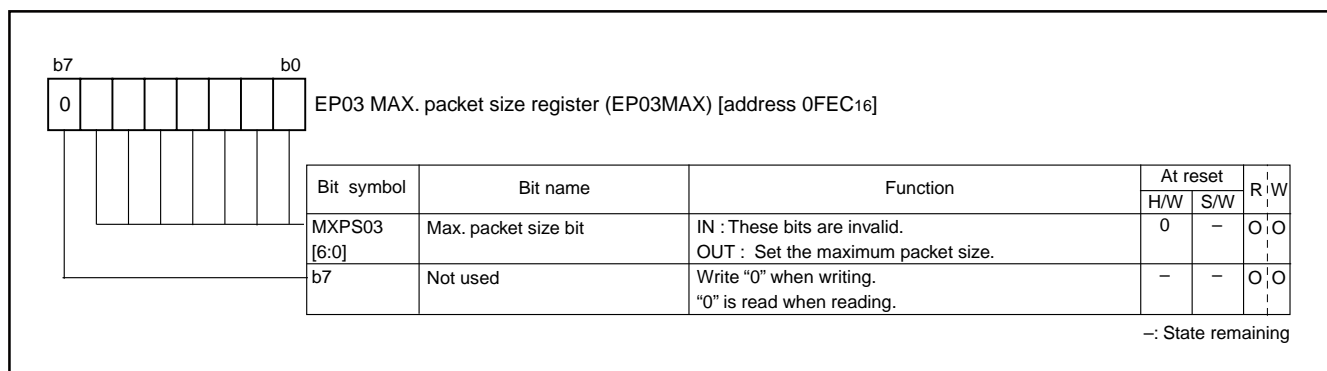 b7 b0
0
EP03 MAX. packet size register (EP03MAX) [address 0FEC16]
Bit symbol Bit name Function At reset R W
H/W S/W
MXPS03 Max. packet size bit IN : These bits are invalid. 0 – O O
[6:0] OUT : Set the maximum packet size.
b7 Not used Write “0” when writing. – – O O
“0” is read when reading.
–: State remaining